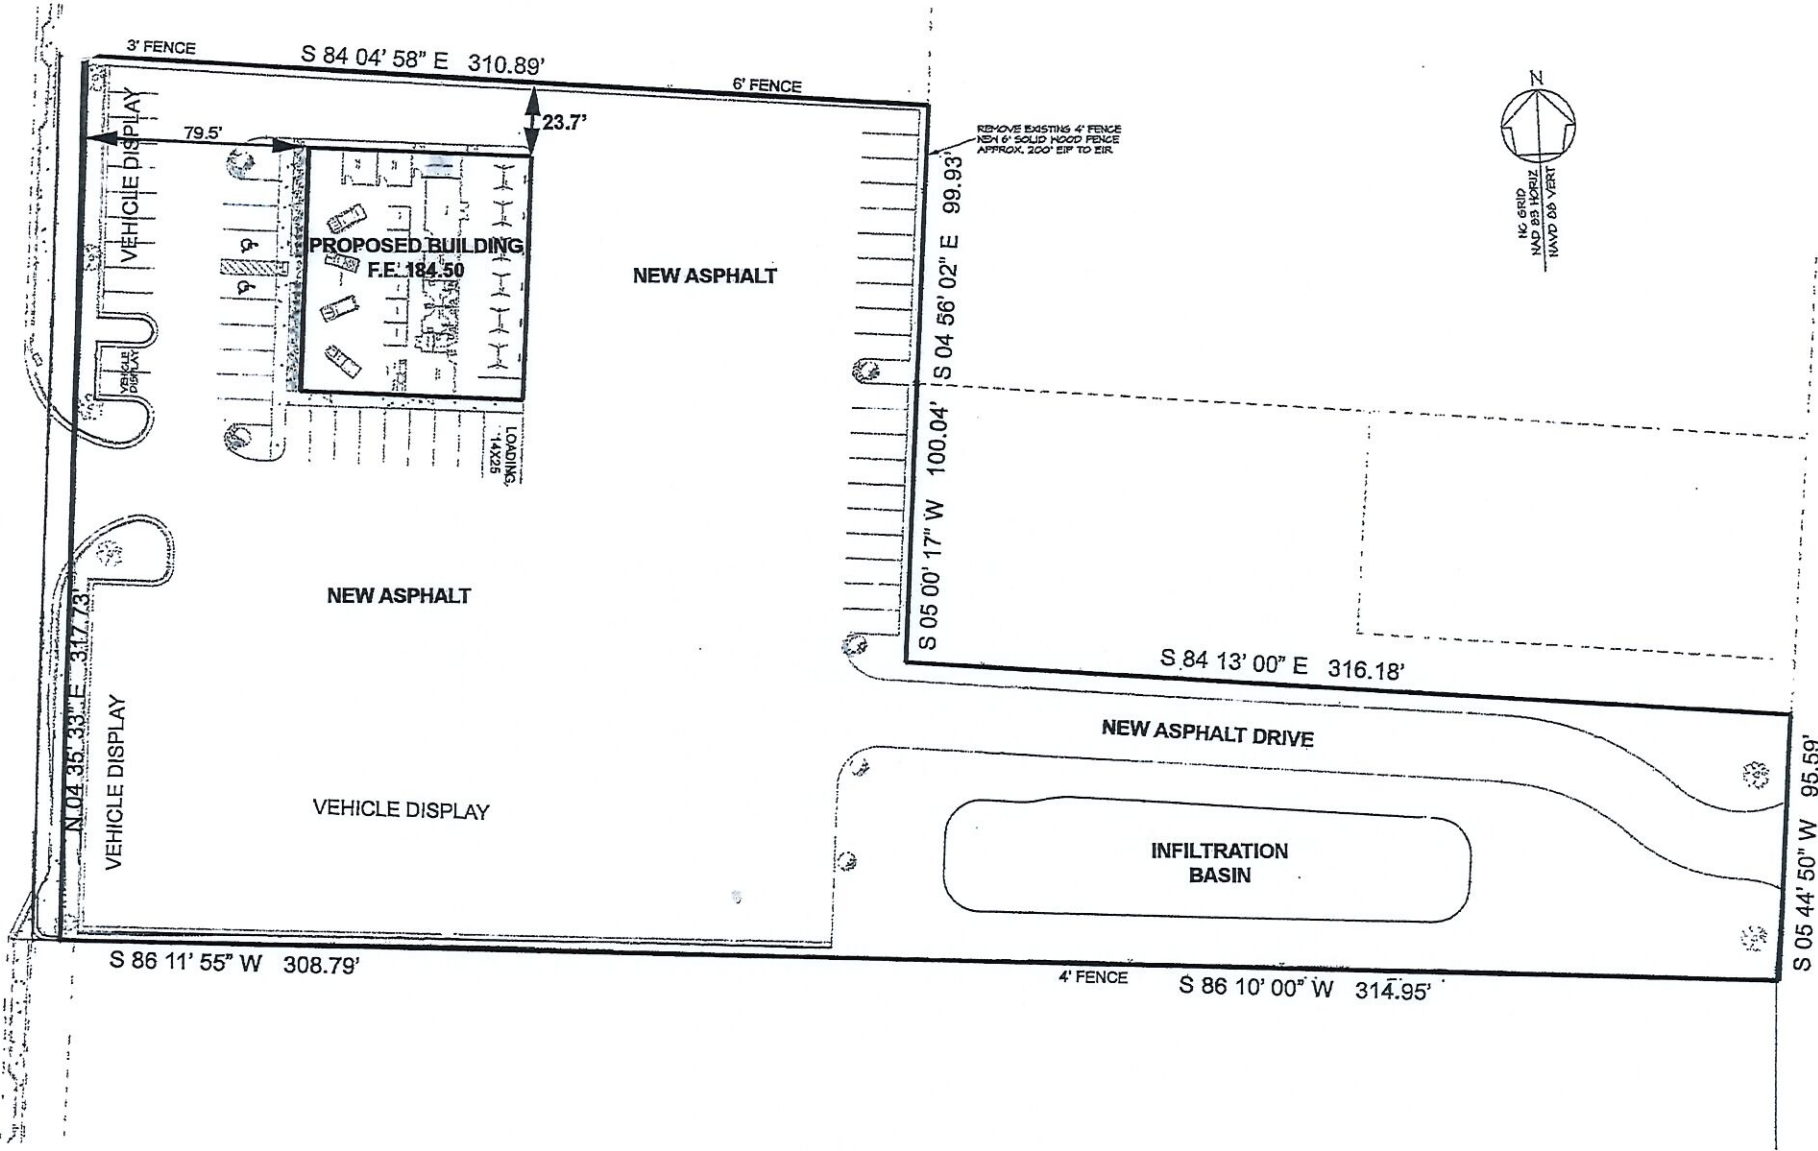 3' FENCE
S 84 04' 58" E 310.89'
6' FENCE
23.7'
79.5'
VEHICLE DISPLAY
REMOVE EXISTING 4' FENCE
NEW 6' SOLID WOOD FENCE
APPROX. 200' EIP TO EIR
N
NC GRID
NAD 83 HORIZ
NAVD 88 VERT
PROPOSED BUILDING
F.F. 184.50
NEW ASPHALT
S 04 56' 02" E 99.93'
VEHICLE
DISPLAY
LOADING
14X25
S 05 00' 17" W 100.04'
NEW ASPHALT
N 04 35' 33" E 317.73'
S 84 13' 00" E 316.18'
NEW ASPHALT DRIVE
VEHICLE DISPLAY
VEHICLE DISPLAY
INFILTRATION
BASIN
S 05 44' 50" W 95.59'
S 86 11' 55" W 308.79'
4' FENCE
S 86 10' 00" W 314.95'